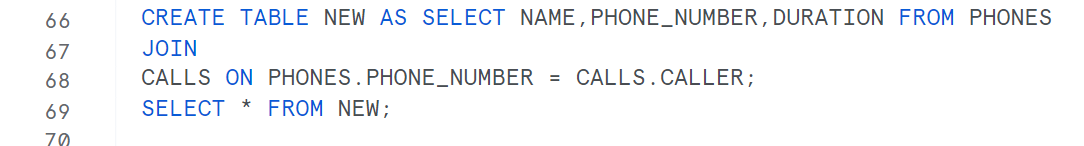 66 CREATE TABLE NEW AS SELECT NAME,PHONE_NUMBER,DURATION FROM PHONES
67 JOIN
68 CALLS ON PHONES.PHONE_NUMBER = CALLS.CALLER;
69 SELECT * FROM NEW;
70